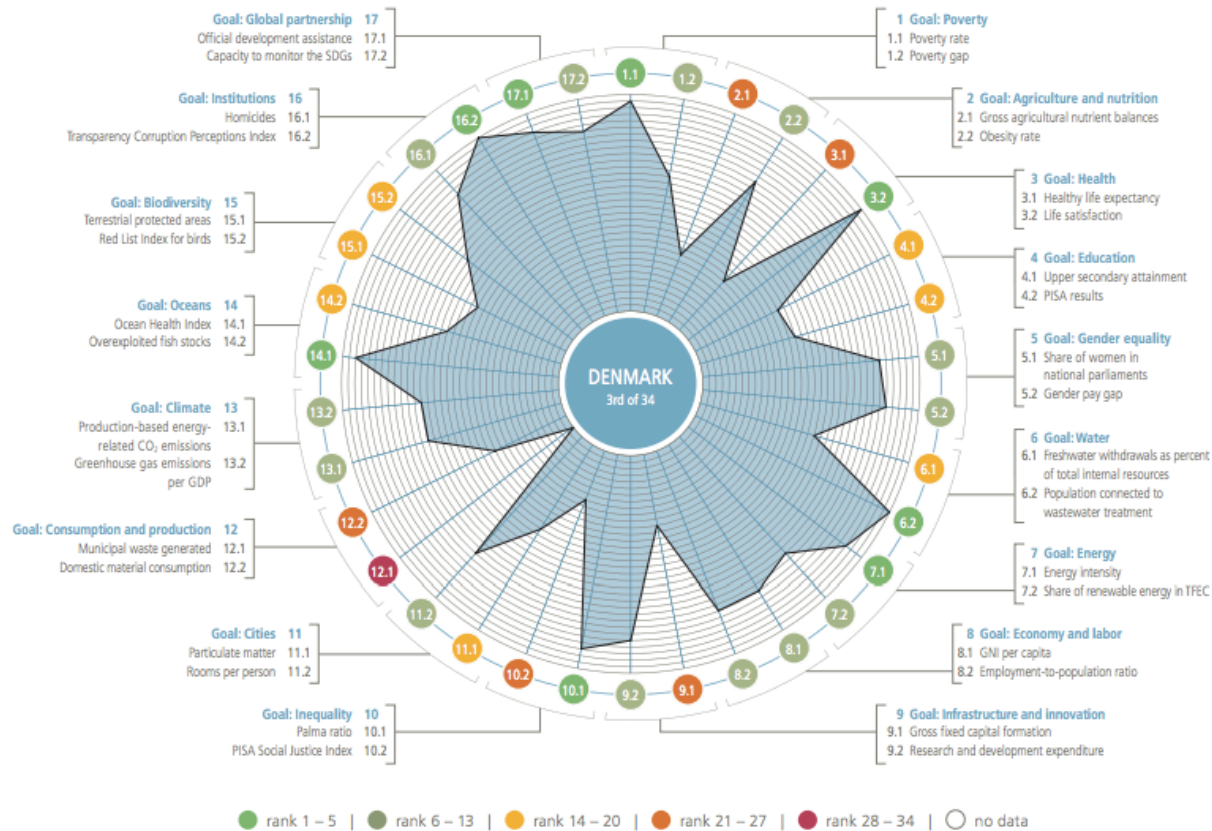 Goal: Global partnership 17
Official development assistance 17.1
Capacity to monitor the SDGs 17.2
1 Goal: Poverty
1.1 Poverty rate
1.2 Poverty gap
Goal: Institutions 16
Homicides 16.1
Transparency Corruption Perceptions Index 16.2
2 Goal: Agriculture and nutrition
2.1 Gross agricultural nutrient balances
2.2 Obesity rate
Goal: Biodiversity 15
Terrestrial protected areas 15.1
Red List Index for birds 15.2
3 Goal: Health
3.1 Healthy life expectancy
3.2 Life satisfaction
4 Goal: Education
4.1 Upper secondary attainment
4.2 PISA results
Goal: Oceans 14
Ocean Health Index 14.1
Overexploited fish stocks 14.2
5 Goal: Gender equality
5.1 Share of women in
national parliaments
5.2 Gender pay gap
Goal: Climate 13
Production-based energy- 13.1
related CO₂ emissions
Greenhouse gas emissions 13.2
per GDP
6 Goal: Water
6.1 Freshwater withdrawals as percent
of total internal resources
6.2 Population connected to
wastewater treatment
Goal: Consumption and production 12
Municipal waste generated 12.1
Domestic material consumption 12.2
7 Goal: Energy
7.1 Energy intensity
7.2 Share of renewable energy in TFEC
Goal: Cities 11
Particulate matter 11.1
Rooms per person 11.2
8 Goal: Economy and labor
8.1 GNI per capita
8.2 Employment-to-population ratio
Goal: Inequality 10
Palma ratio 10.1
PISA Social Justice Index 10.2
9 Goal: Infrastructure and innovation
9.1 Gross fixed capital formation
9.2 Research and development expenditure
1.1
1.2
2.1
2.2
3.1
3.2
4.1
4.2
5.1
5.2
6.1
6.2
7.1
7.2
8.1
8.2
9.1
9.2
10.1
10.2
11.1
11.2
12.1
12.2
13.1
13.2
14.1
14.2
15.1
15.2
16.1
16.2
17.1
17.2
DENMARK
3rd of 34
rank 1 – 5 | rank 6 – 13 | rank 14 – 20 | rank 21 – 27 | rank 28 – 34 | no data